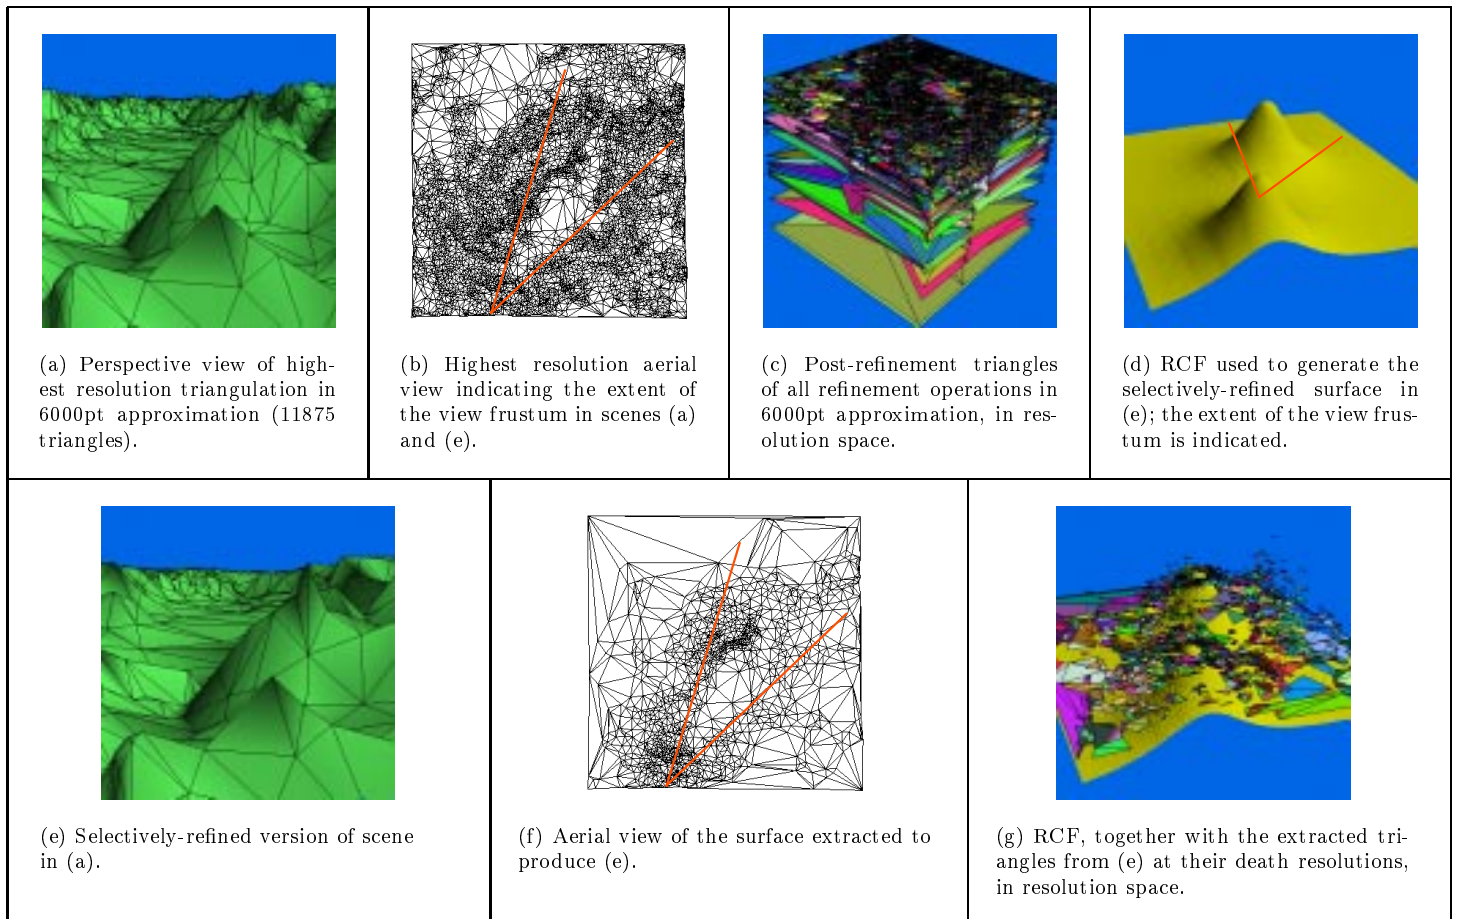 (a) Perspective view of high-
est resolution triangulation in
6000pt approximation (11875
triangles).
(b) Highest resolution aerial
view indicating the extent of
the view frustum in scenes (a)
and (e).
(c) Post-refinement triangles
of all refinement operations in
6000pt approximation, in res-
olution space.
(d) RCF used to generate the
selectively-refined surface in
(e); the extent of the view frus-
tum is indicated.
(e) Selectively-refined version of scene
in (a).
(f) Aerial view of the surface extracted to
produce (e).
(g) RCF, together with the extracted tri-
angles from (e) at their death resolutions,
in resolution space.